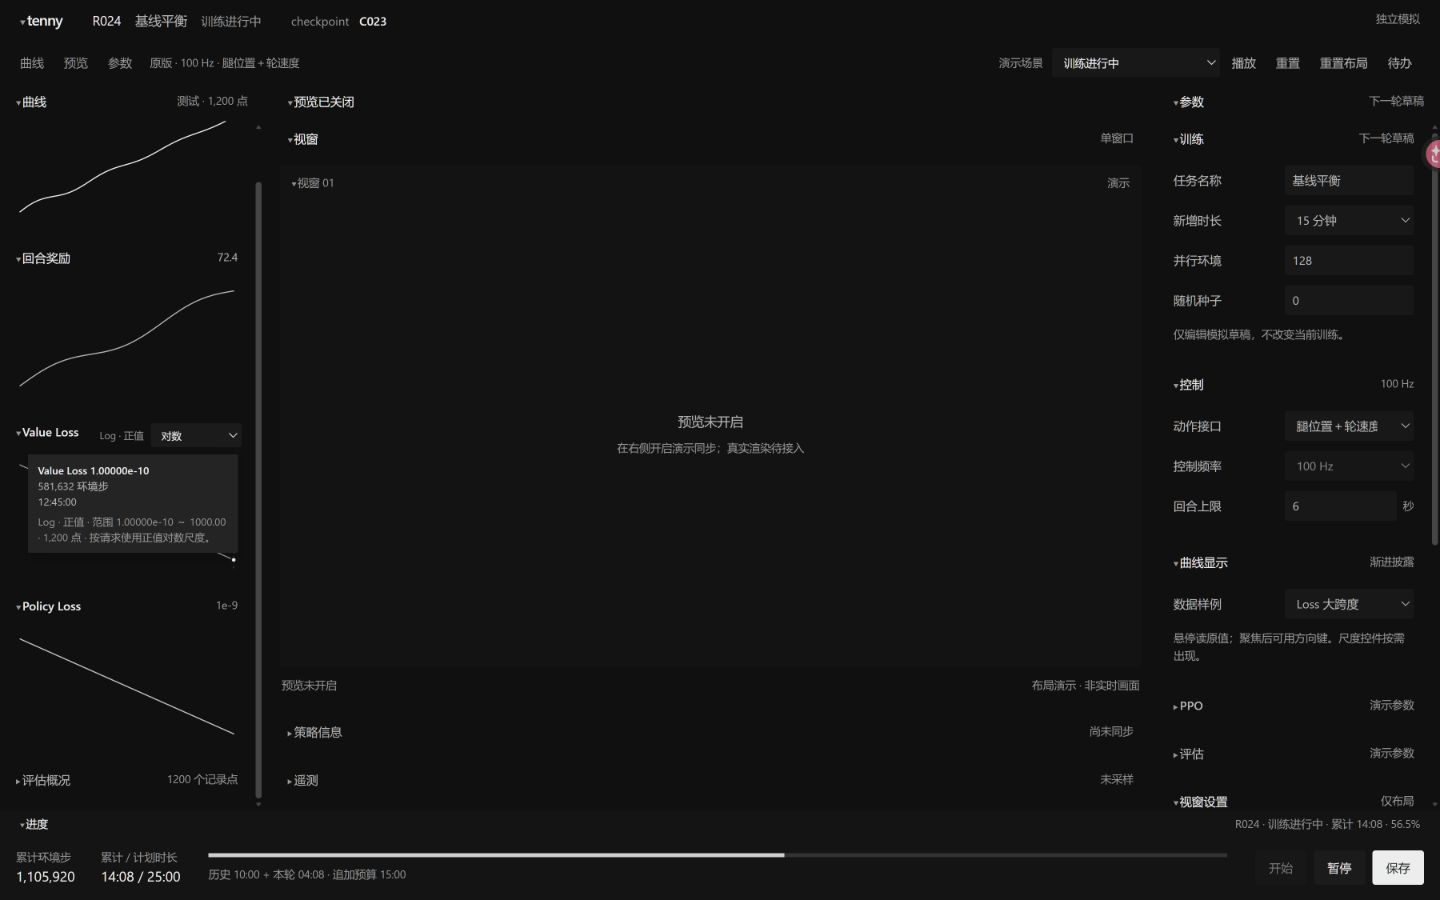 tenny
R024 基线平衡 训练进行中 checkpoint C023
独立模拟
曲线 预览 参数 原版 · 100 Hz · 腿位置 + 轮速度
演示场景 训练进行中 播放 重置 重置布局 待办
曲线 测试 · 1,200 点
回合奖励 72.4
Value Loss Log · 正值 对数
Value Loss 1.00000e-10
581,632 环境步
12:45:00
Log · 正值 · 范围 1.00000e-10 ~ 1000.00
· 1,200 点 · 按请求使用正值对数尺度。
Policy Loss 1e-9
评估概况 1200 个记录点
预览已关闭
视窗 单窗口
视窗 01 演示
预览未开启
在右侧开启演示同步；真实渲染待接入
预览未开启 布局演示 · 非实时画面
策略信息 尚未同步
遥测 未采样
参数 下一轮草稿
训练 下一轮草稿
任务名称 基线平衡
新增时长 15 分钟
并行环境 128
随机种子 0
仅编辑模拟草稿，不改变当前训练。
控制 100 Hz
动作接口 腿位置 + 轮速度
控制频率 100 Hz
回合上限 6 秒
曲线显示 渐进披露
数据样例 Loss 大跨度
悬停读原值；聚焦后可用方向键。尺度控件按需
出现。
PPO 演示参数
评估 演示参数
视窗设置 仅布局
进度 R024 · 训练进行中 · 累计 14:08 · 56.5%
累计环境步 累计 / 计划时长
1,105,920 14:08 / 25:00
历史 10:00 + 本轮 04:08 · 追加预算 15:00
开始 暂停 保存